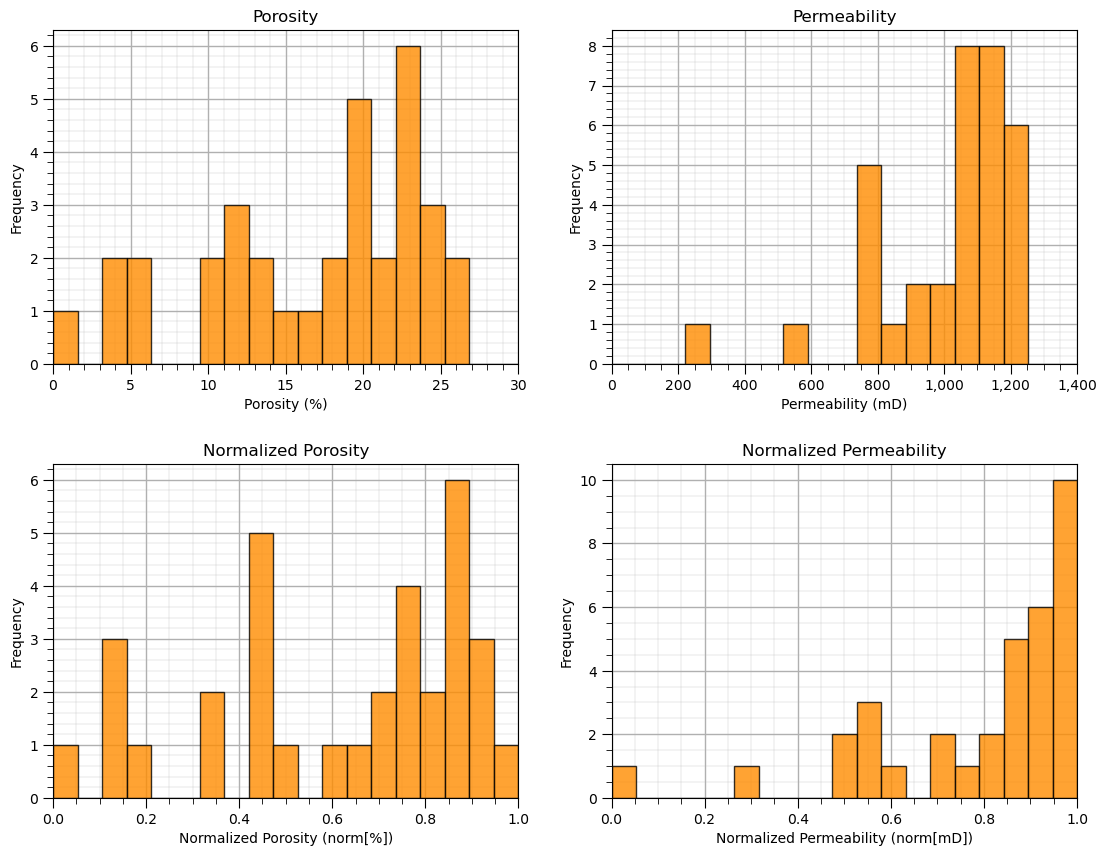 Porosity
6
5
4
3
2
1
0
Frequency
0 5 10 15 20 25 30
Porosity (%)
Permeability
8
7
6
5
4
3
2
1
0
Frequency
0 200 400 600 800 1,000 1,200 1,400
Permeability (mD)
Normalized Porosity
6
5
4
3
2
1
0
Frequency
0.0 0.2 0.4 0.6 0.8 1.0
Normalized Porosity (norm[%])
Normalized Permeability
10
8
6
4
2
0
Frequency
0.0 0.2 0.4 0.6 0.8 1.0
Normalized Permeability (norm[mD])